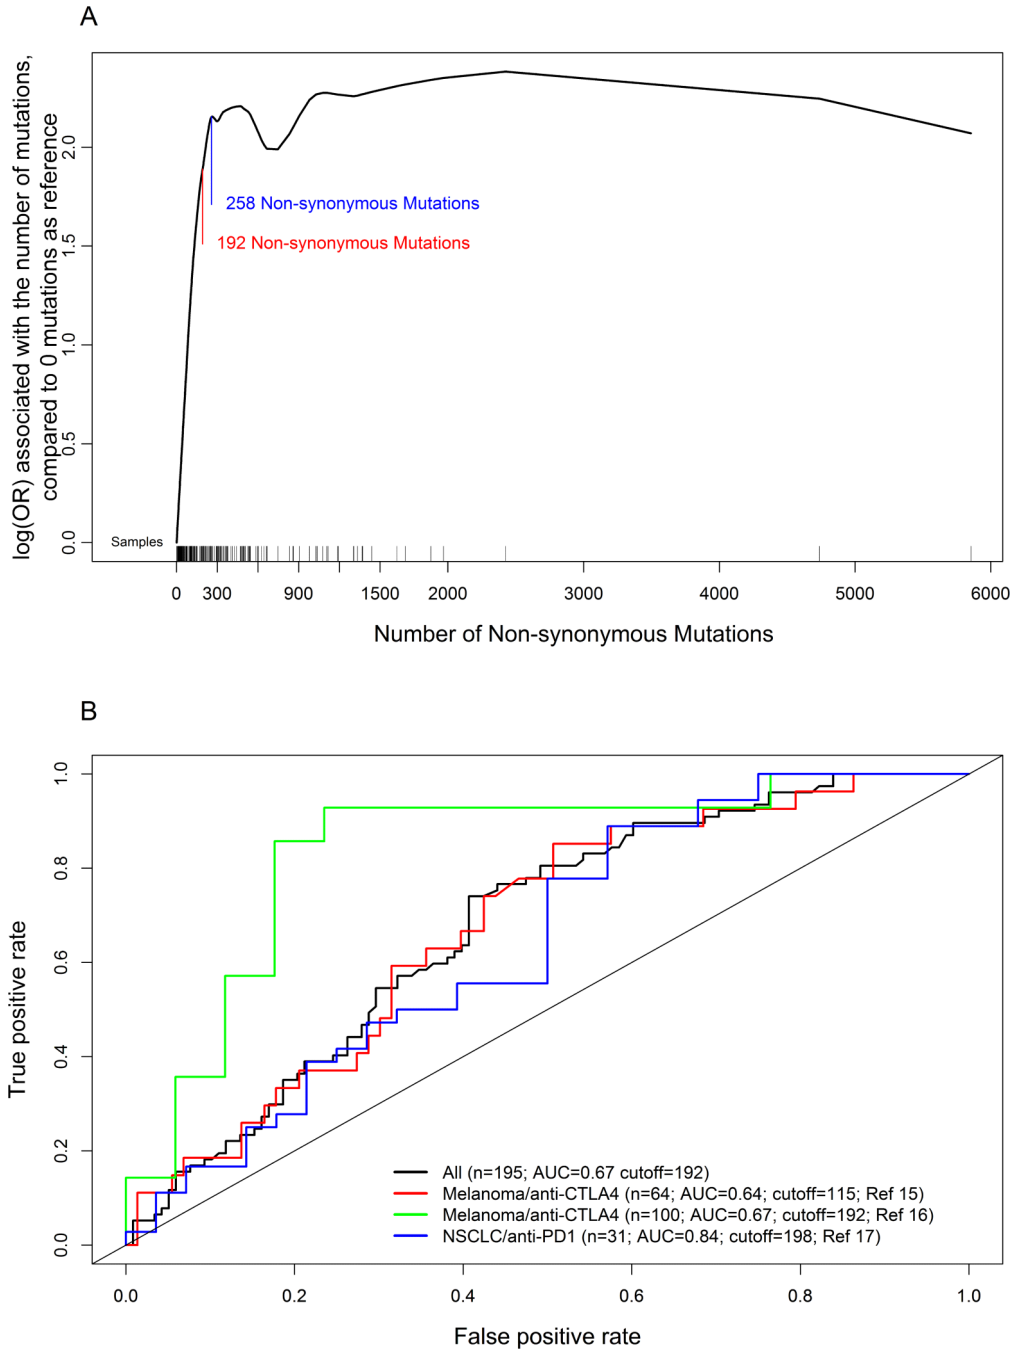 A
log(OR) associated with the number of mutations,
compared to 0 mutations as reference
2.0
1.5
1.0
0.5
0.0
258 Non-synonymous Mutations
192 Non-synonymous Mutations
Samples
0 300 900 1500 2000 3000 4000 5000 6000
Number of Non-synonymous Mutations
B
True positive rate
1.0
0.8
0.6
0.4
0.2
0.0
All (n=195; AUC=0.67 cutoff=192)
Melanoma/anti-CTLA4 (n=64; AUC=0.64; cutoff=115; Ref 15)
Melanoma/anti-CTLA4 (n=100; AUC=0.67; cutoff=192; Ref 16)
NSCLC/anti-PD1 (n=31; AUC=0.84; cutoff=198; Ref 17)
0.0 0.2 0.4 0.6 0.8 1.0
False positive rate